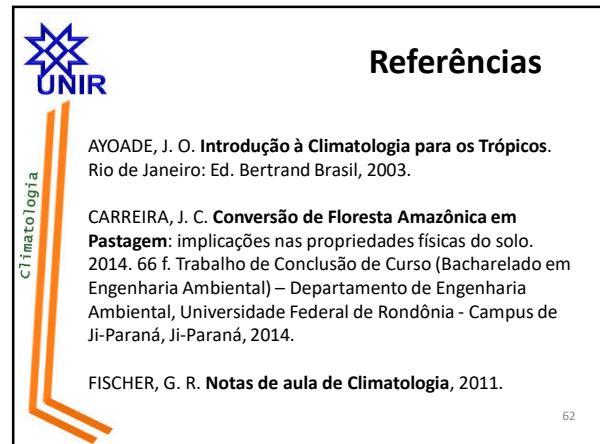 UNIR
Referências
Climatologia
AYOADE, J. O. Introdução à Climatologia para os Trópicos.
Rio de Janeiro: Ed. Bertrand Brasil, 2003.
CARREIRA, J. C. Conversão de Floresta Amazônica em
Pastagem: implicações nas propriedades físicas do solo.
2014. 66 f. Trabalho de Conclusão de Curso (Bacharelado em
Engenharia Ambiental) – Departamento de Engenharia
Ambiental, Universidade Federal de Rondônia - Campus de
Ji-Paraná, Ji-Paraná, 2014.
FISCHER, G. R. Notas de aula de Climatologia, 2011.
62